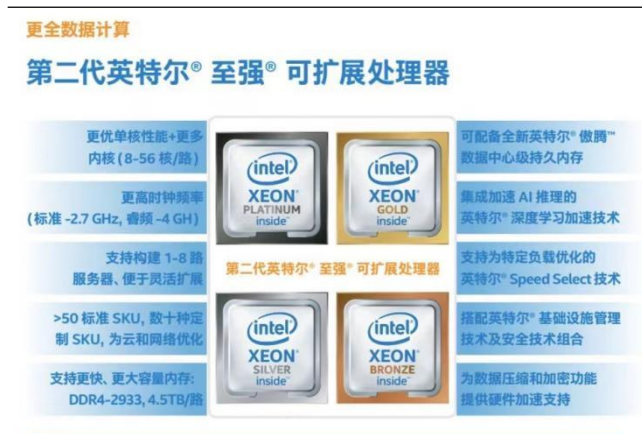 更全数据计算
第二代英特尔® 至强® 可扩展处理器
更优单核性能+更多
内核 (8-56 核/路)
更高时钟频率
(标准 -2.7 GHz, 睿频 -4 GH)
支持构建 1-8 路
服务器、便于灵活扩展
>50 标准 SKU, 数十种定
制 SKU, 为云和网络优化
支持更快、更大容量内存:
DDR4-2933, 4.5TB/路
intel®
XEON®
PLATINUM
inside™
intel®
XEON®
GOLD
inside™
第二代英特尔® 至强® 可扩展处理器
intel®
XEON®
SILVER
inside™
intel®
XEON®
BRONZE
inside™
可配备全新英特尔® 傲腾™
数据中心级持久内存
集成加速 AI 推理的
英特尔® 深度学习加速技术
支持为特定负载优化的
英特尔® Speed Select 技术
搭配英特尔® 基础设施管理
技术及安全技术组合
为数据压缩和加密功能
提供硬件加速支持